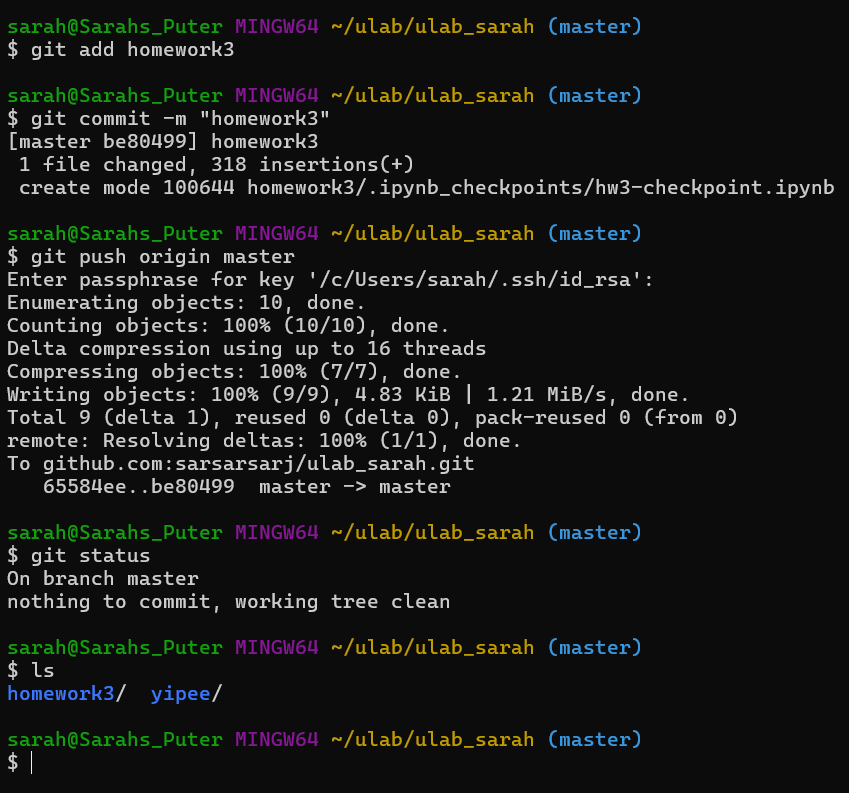 sarah@Sarahs_Puter MINGW64 ~/ulab/ulab_sarah (master)
$ git add homework3
sarah@Sarahs_Puter MINGW64 ~/ulab/ulab_sarah (master)
$ git commit -m "homework3"
[master be80499] homework3
 1 file changed, 318 insertions(+)
 create mode 100644 homework3/.ipynb_checkpoints/hw3-checkpoint.ipynb
sarah@Sarahs_Puter MINGW64 ~/ulab/ulab_sarah (master)
$ git push origin master
Enter passphrase for key '/c/Users/sarah/.ssh/id_rsa':
Enumerating objects: 10, done.
Counting objects: 100% (10/10), done.
Delta compression using up to 16 threads
Compressing objects: 100% (7/7), done.
Writing objects: 100% (9/9), 4.83 KiB | 1.21 MiB/s, done.
Total 9 (delta 1), reused 0 (delta 0), pack-reused 0 (from 0)
remote: Resolving deltas: 100% (1/1), done.
To github.com:sarsarsarj/ulab_sarah.git
   65584ee..be80499  master -> master
sarah@Sarahs_Puter MINGW64 ~/ulab/ulab_sarah (master)
$ git status
On branch master
nothing to commit, working tree clean
sarah@Sarahs_Puter MINGW64 ~/ulab/ulab_sarah (master)
$ ls
homework3/  yipee/
sarah@Sarahs_Puter MINGW64 ~/ulab/ulab_sarah (master)
$